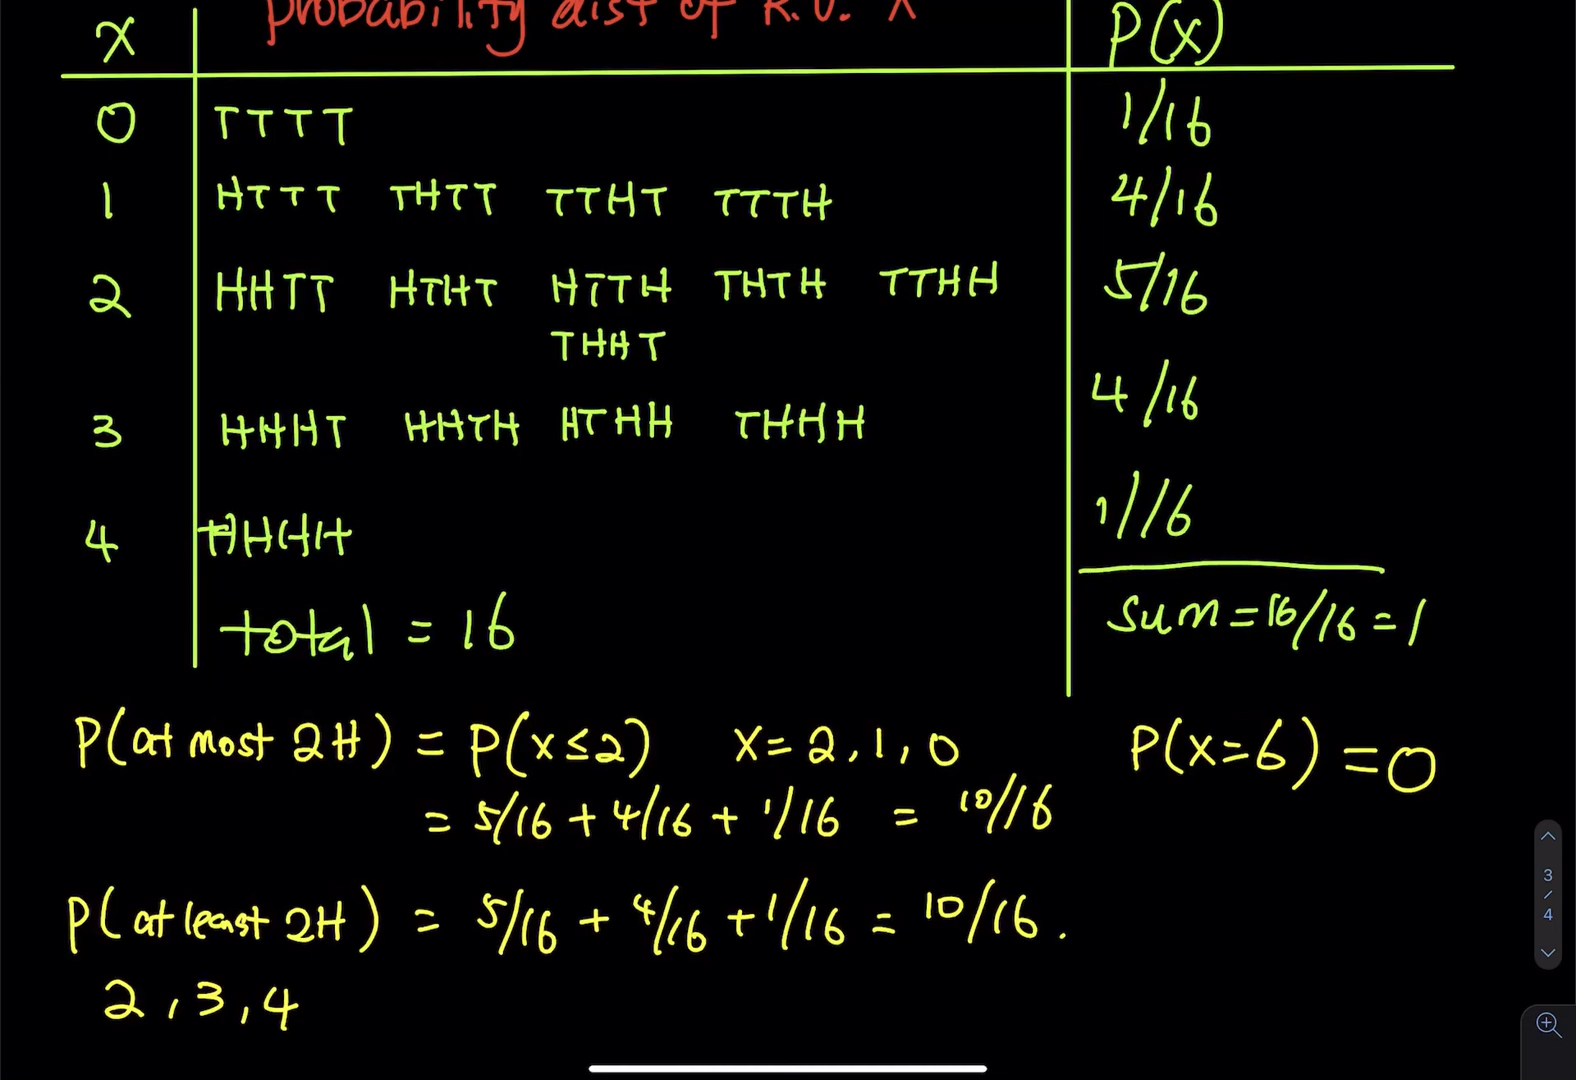 probability dist of R.V. X
X P(x)
0 TTTT 1/16
1 HTTT THTT TTHT TTTH 4/16
2 HHTT HTHT HTTH THTH TTHH 5/16
THHT
3 HHHT HHTH HTHH THHH 4/16
4 HHHH 1/16
total = 16 sum = 16/16 = 1
P(at most 2H) = P(x≤2) X = 2, 1, 0 P(x=6) = 0
= 5/16 + 4/16 + 1/16 = 10/16
P(at least 2H) = 5/16 + 4/16 + 1/16 = 10/16.
2, 3, 4
3
/
4